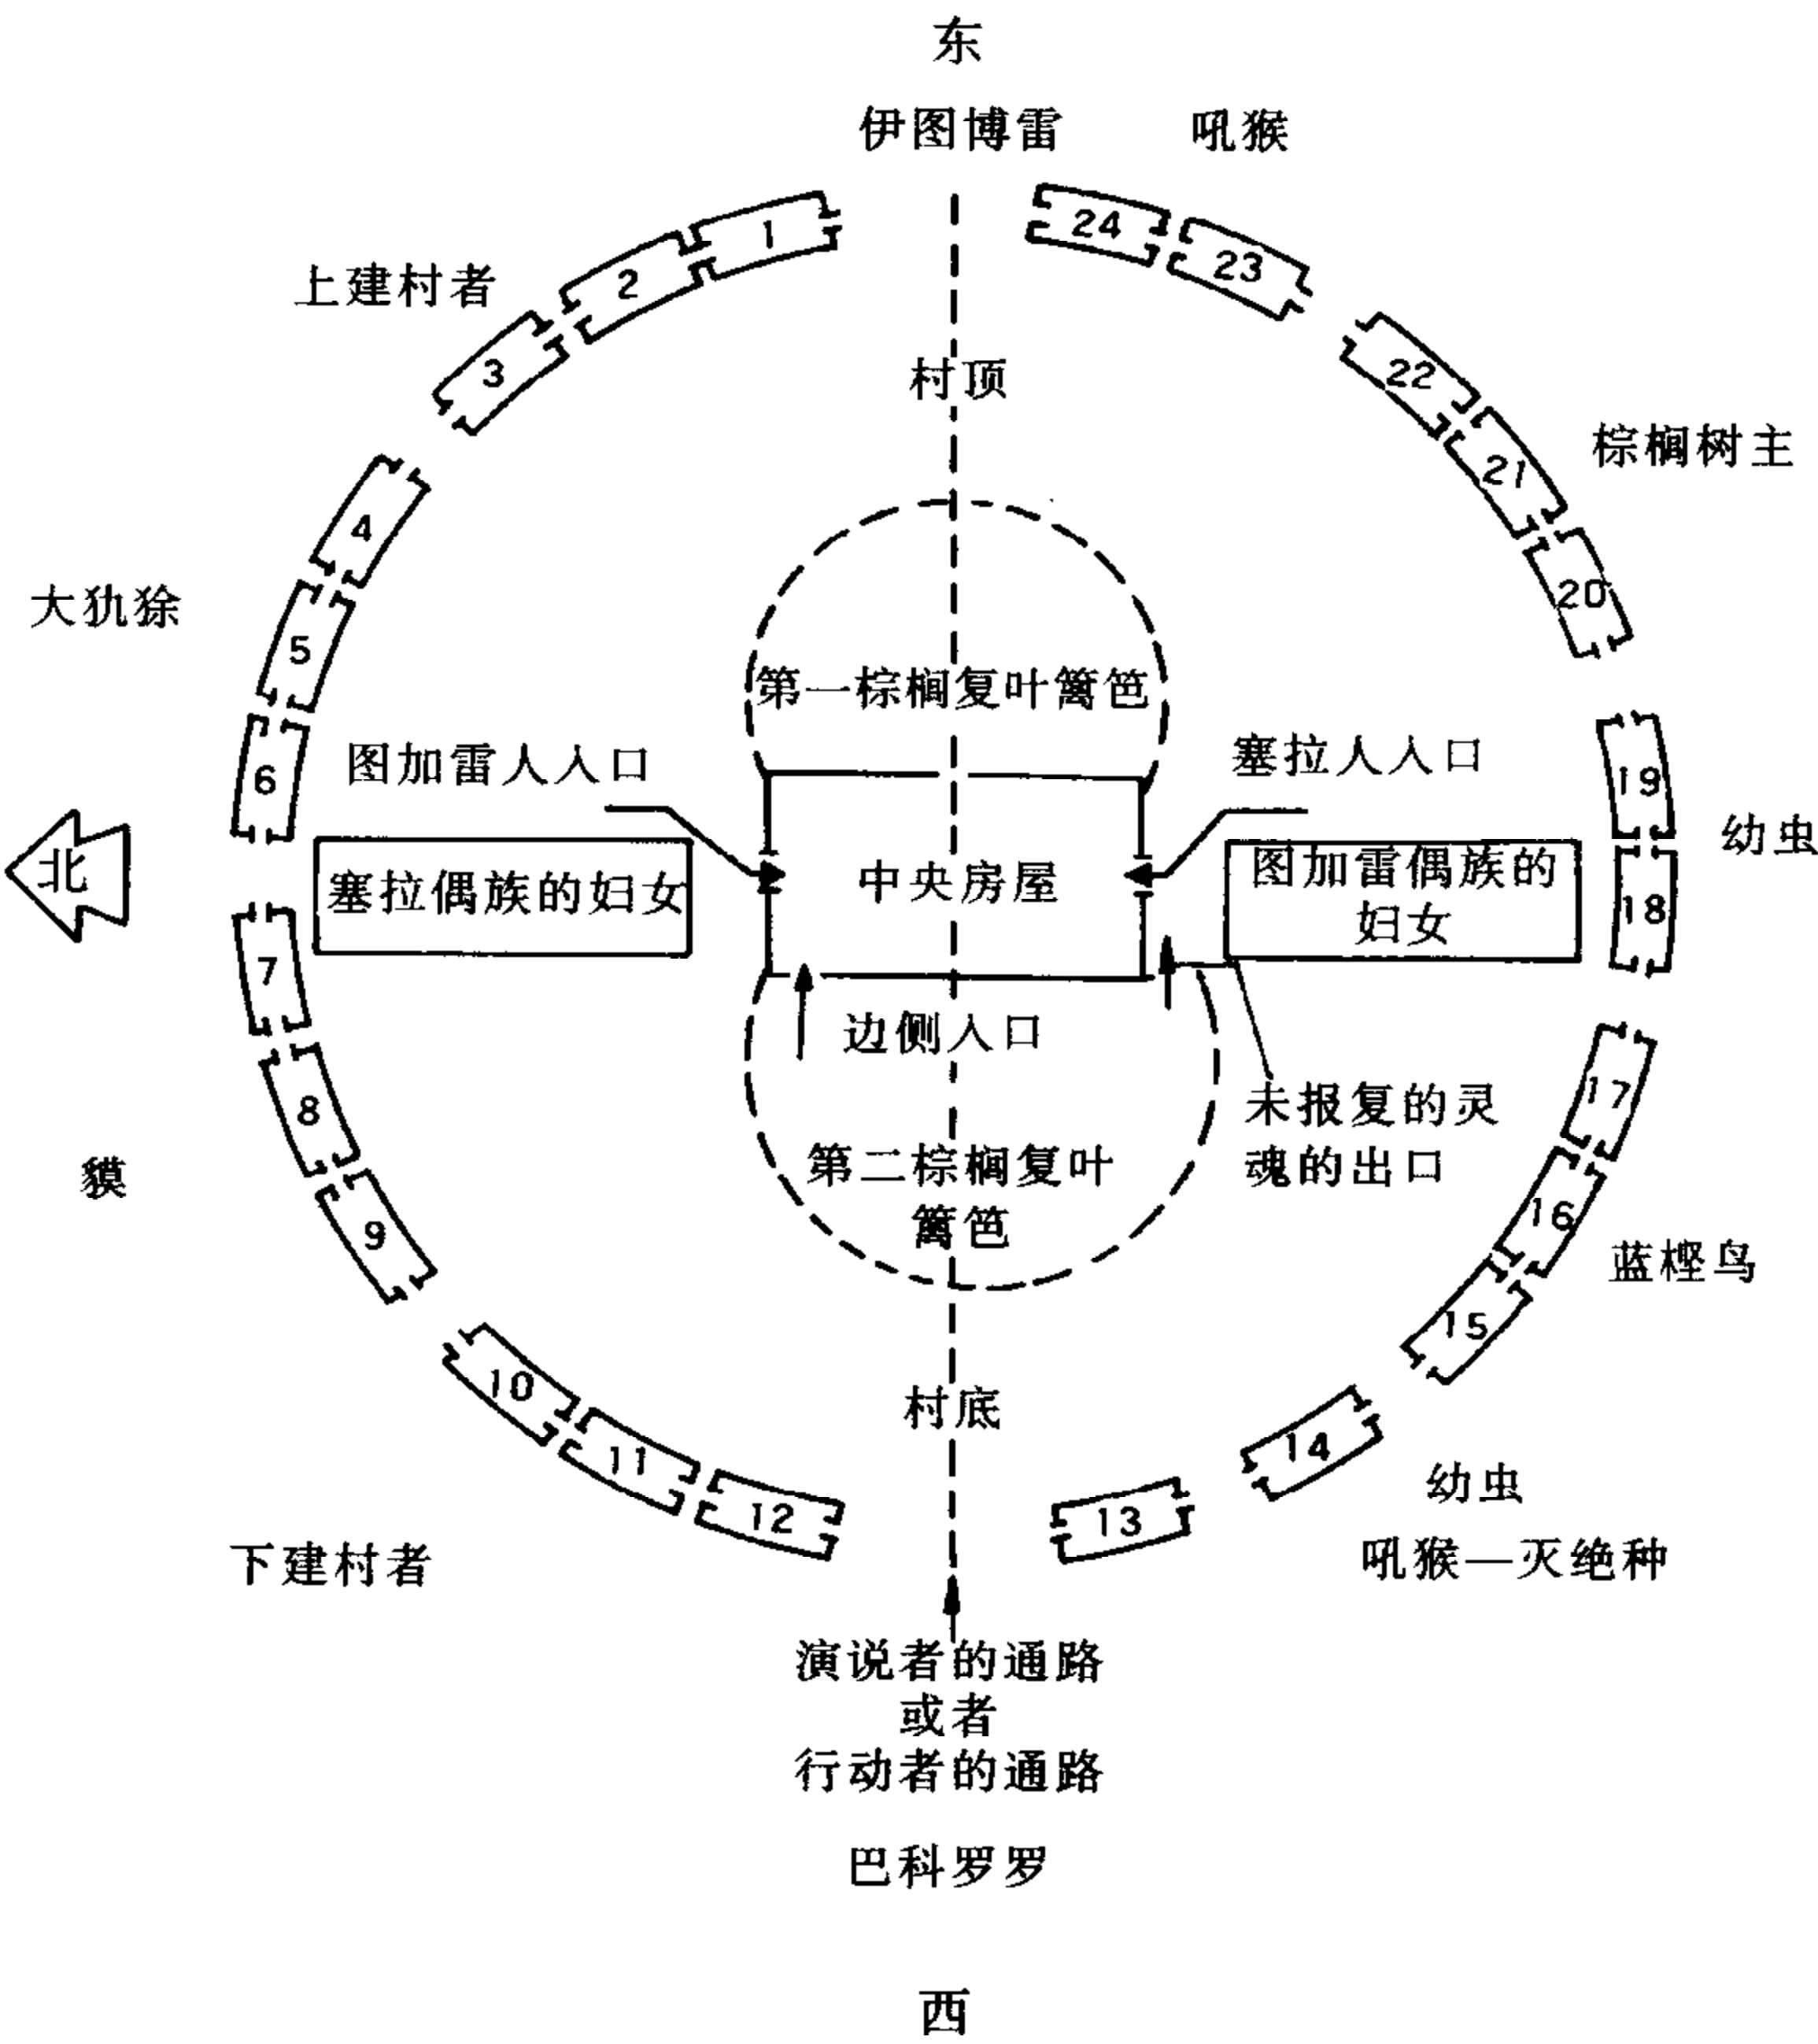 东
伊图博雷
吼猴
24
1
23
2
上建村者
3
22
村顶
棕榈树主
21
4
20
大犰狳
5
第一棕榈复叶篱笆
图加雷人入口
塞拉人入口
6
19
幼虫
北
塞拉偶族的妇女
中央房屋
图加雷偶族的
妇女
18
7
边侧入口
17
8
未报复的灵
魂的出口
第二棕榈复叶
篱笆
貘
16
9
蓝㭴鸟
15
10
村底
14
11
幼虫
12
13
下建村者
吼猴—灭绝种
演说者的通路
或者
行动者的通路
巴科罗罗
西